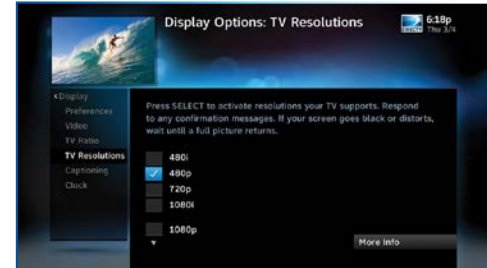 Display Options: TV Resolutions
DIRECTV
6:18p
Thu 3/4
Display
Preferences
Video
TV Ratio
TV Resolutions
Captioning
Clock
Press SELECT to activate resolutions your TV supports. Respond
to any confirmation messages. If your screen goes black or distorts,
wait until a full picture returns.
480i
480p
720p
1080i
1080p
More Info